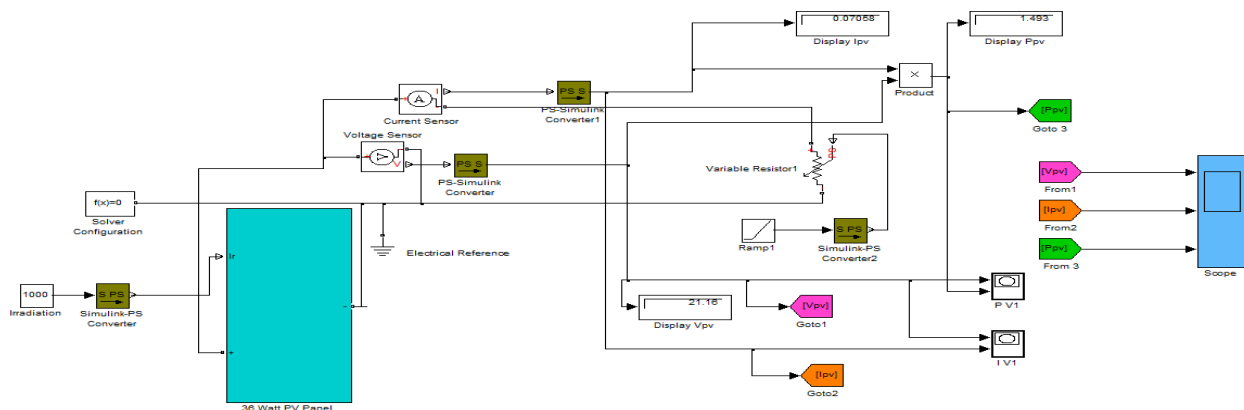 0.07058
Display Ipv
1.493
Display Ppv
×
Product
I
A
Current Sensor
PS S
PS-Simulink
Converter1
[Ppv]
Goto 3
Voltage Sensor
V
PS S
PS-Simulink
Converter
PS
Variable Resistor1
[Vpv]
From1
f(x)=0
Solver
Configuration
[Ipv]
From2
Ramp1
S PS
Simulink-PS
Converter2
Electrical Reference
[Ppv]
From 3
Scope
Ir
1000
Irradiation
S PS
Simulink-PS
Converter
-
+
36 Watt PV Panel
21.16
Display Vpv
[Vpv]
Goto1
P V1
I V1
[Ipv]
Goto2